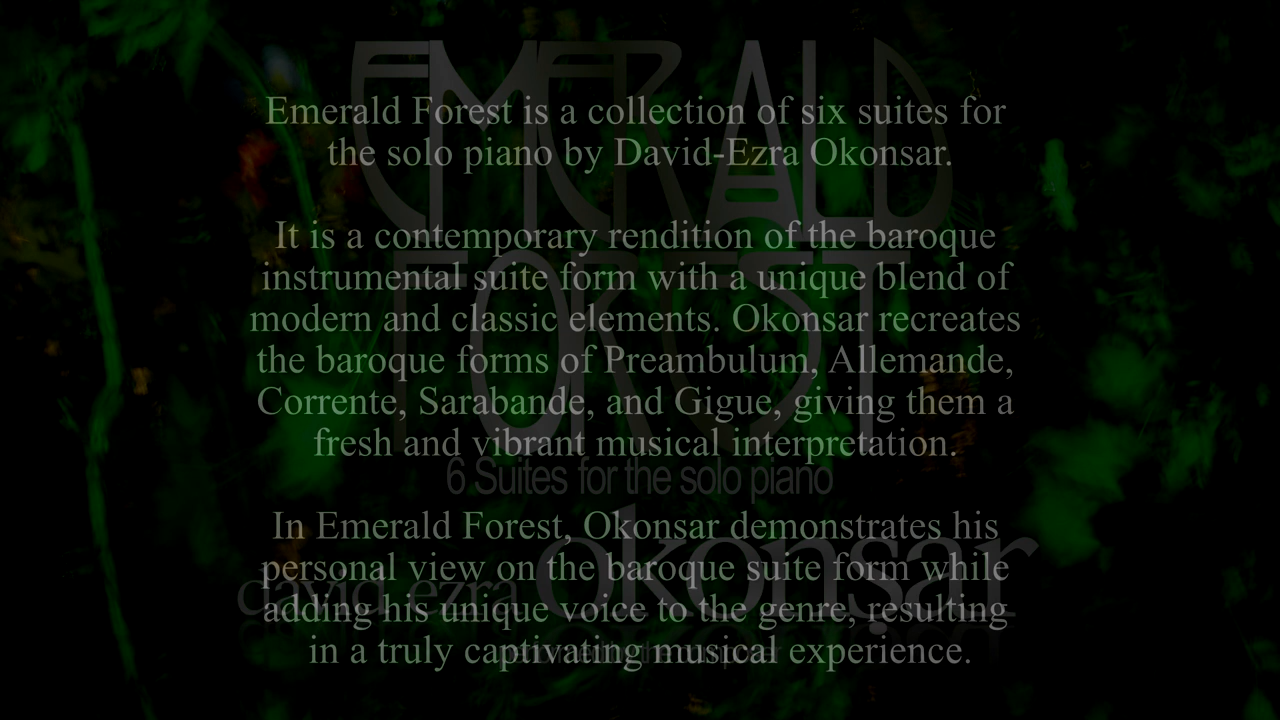 EMERALD
FOREST
6 Suites for the solo piano
david ezra okonsar
Emerald Forest is a collection of six suites for
the solo piano by David-Ezra Okonsar.
It is a contemporary rendition of the baroque
instrumental suite form with a unique blend of
modern and classic elements. Okonsar recreates
the baroque forms of Preambulum, Allemande,
Corrente, Sarabande, and Gigue, giving them a
fresh and vibrant musical interpretation.
In Emerald Forest, Okonsar demonstrates his
personal view on the baroque suite form while
adding his unique voice to the genre, resulting
in a truly captivating musical experience.